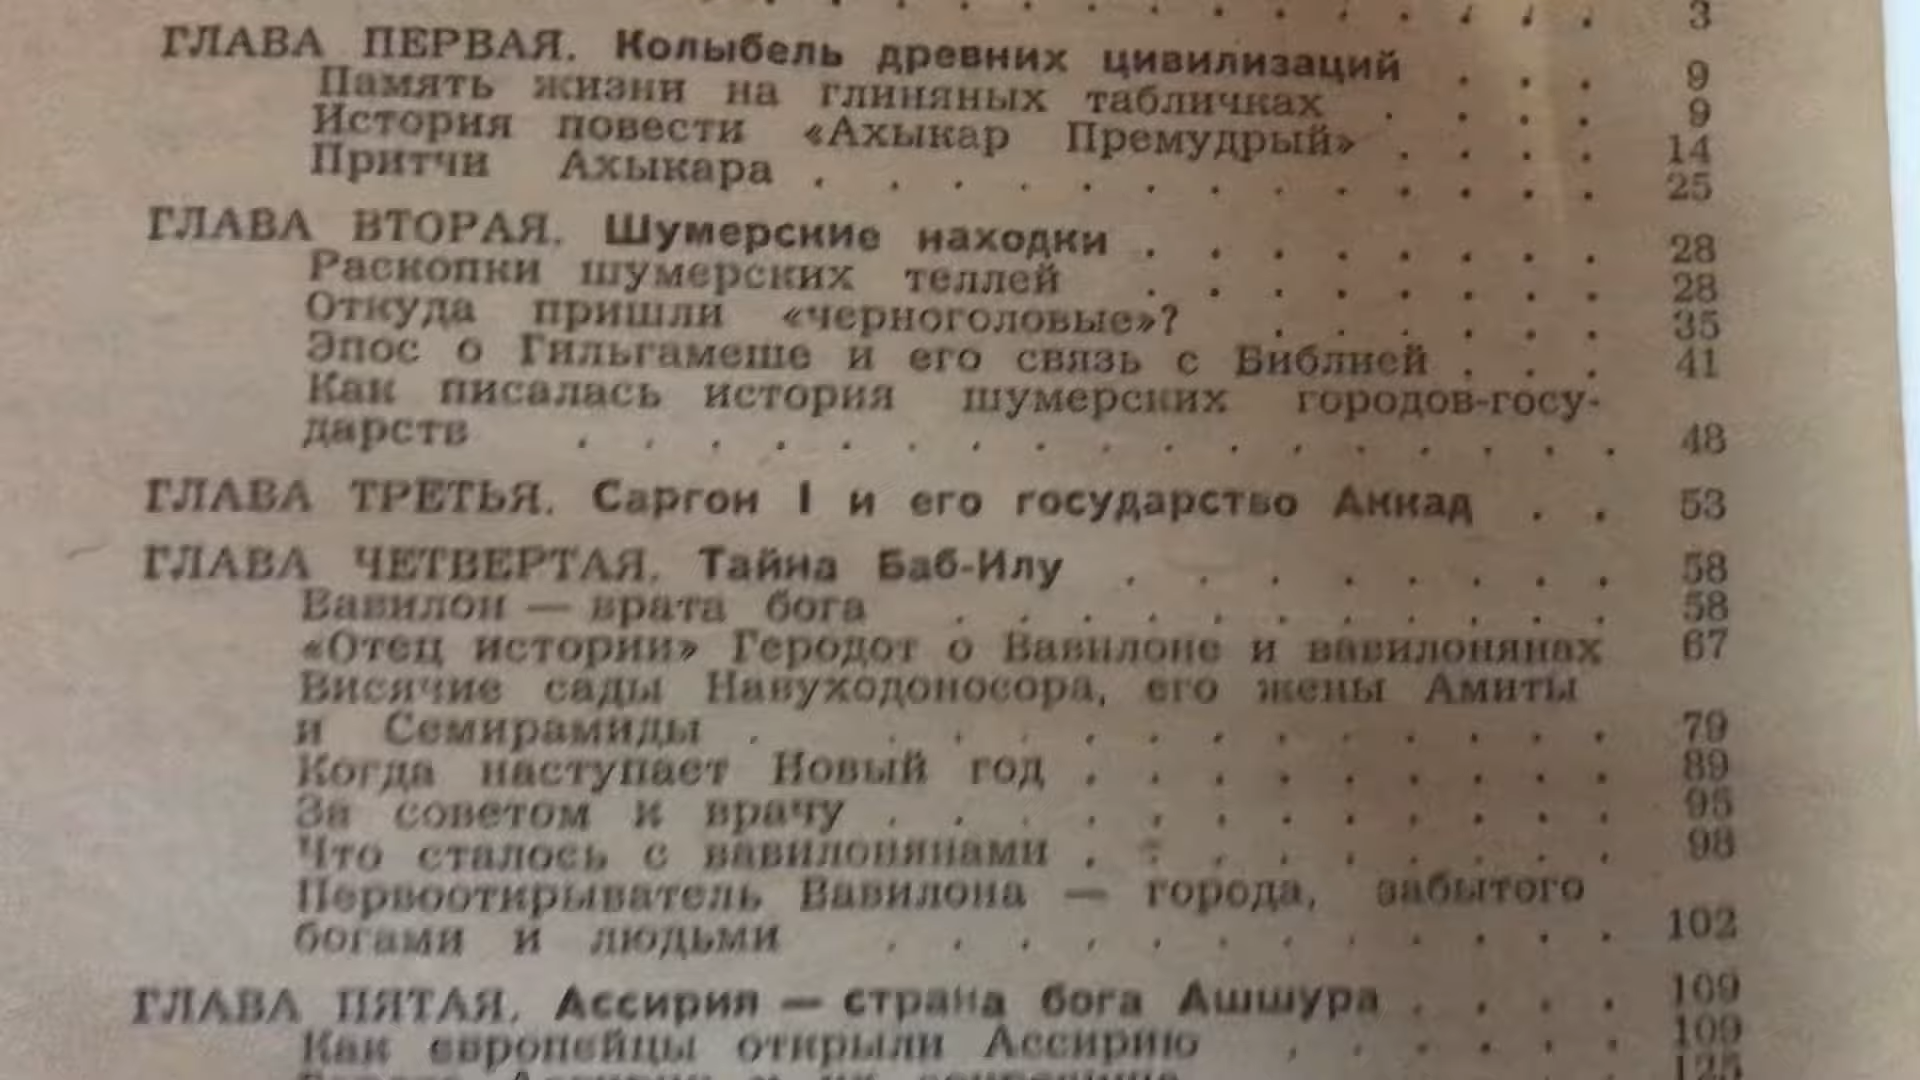 . . . . . . . . . . . 3
ГЛАВА ПЕРВАЯ. Колыбель древних цивилизаций . . . 9
Память жизни на глиняных табличках . . . . 9
История повести «Ахыкар Премудрый» . . . . 14
Притчи Ахыкара . . . . . . . . . . . . . 25
ГЛАВА ВТОРАЯ. Шумерские находки . . . . . . . . 28
Раскопки шумерских теллей . . . . . . . . 28
Откуда пришли «черноголовые»? . . . . . . 35
Эпос о Гильгамеше и его связь с Библией . . . 41
Как писалась история шумерских городов-госу-
дарств . . . . . . . . . . . . . . . . . 48
ГЛАВА ТРЕТЬЯ. Саргон I и его государство Аккад . . 53
ГЛАВА ЧЕТВЕРТАЯ. Тайна Баб-Илу . . . . . . . . 58
Вавилон — врата бога . . . . . . . . . . . 58
«Отец истории» Геродот о Вавилоне и вавилонянах 67
Висячие сады Навуходоносора, его жены Амиты
и Семирамиды . . . . . . . . . . . . . 79
Когда наступает Новый год . . . . . . . . . 89
За советом к врачу . . . . . . . . . . . . 95
Что сталось с вавилонянами . . . . . . . . . 98
Первооткрыватель Вавилона — города, забытого
богами и людьми . . . . . . . . . . . . 102
ГЛАВА ПЯТАЯ. Ассирия — страна бога Ашшура . . . . 109
Как европейцы открыли Ассирию . . . . . . 109
125